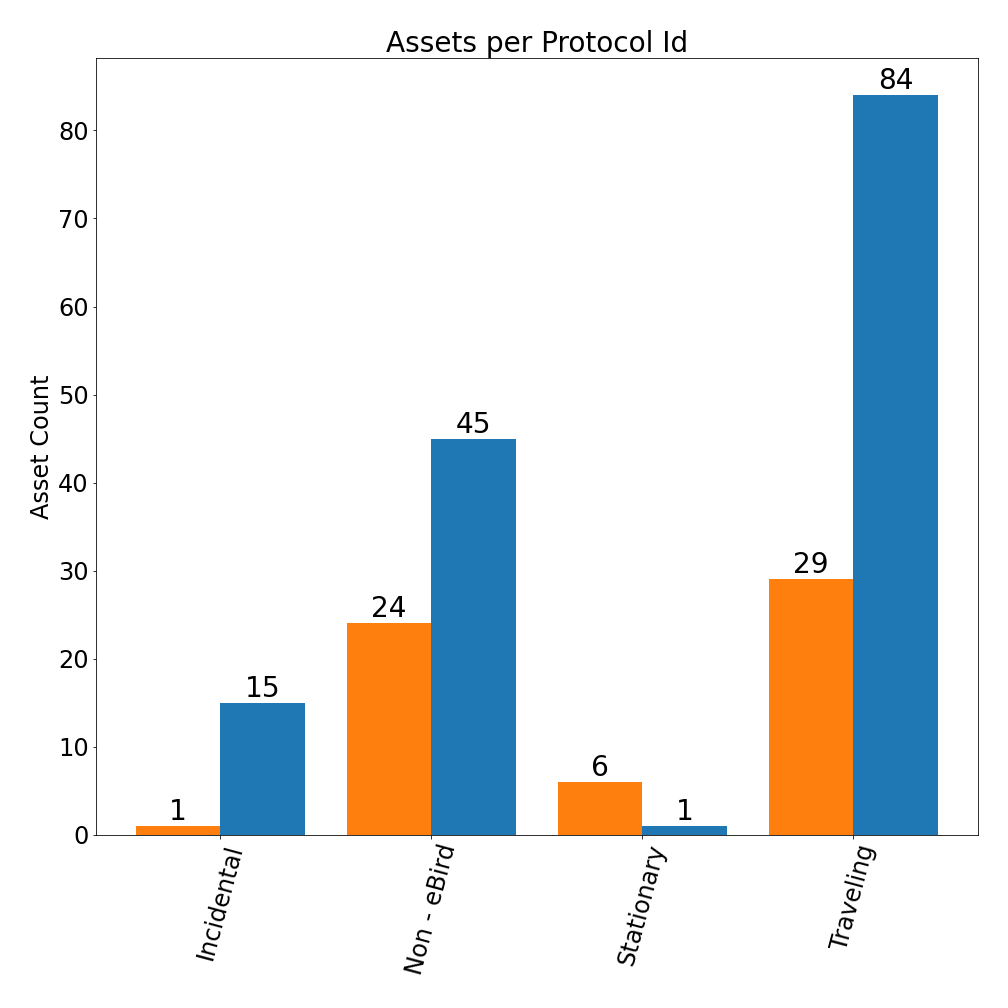 Assets per Protocol Id
Asset Count
80
70
60
50
40
30
20
10
0
1
15
24
45
6
1
29
84
Incidental
Non - eBird
Stationary
Traveling